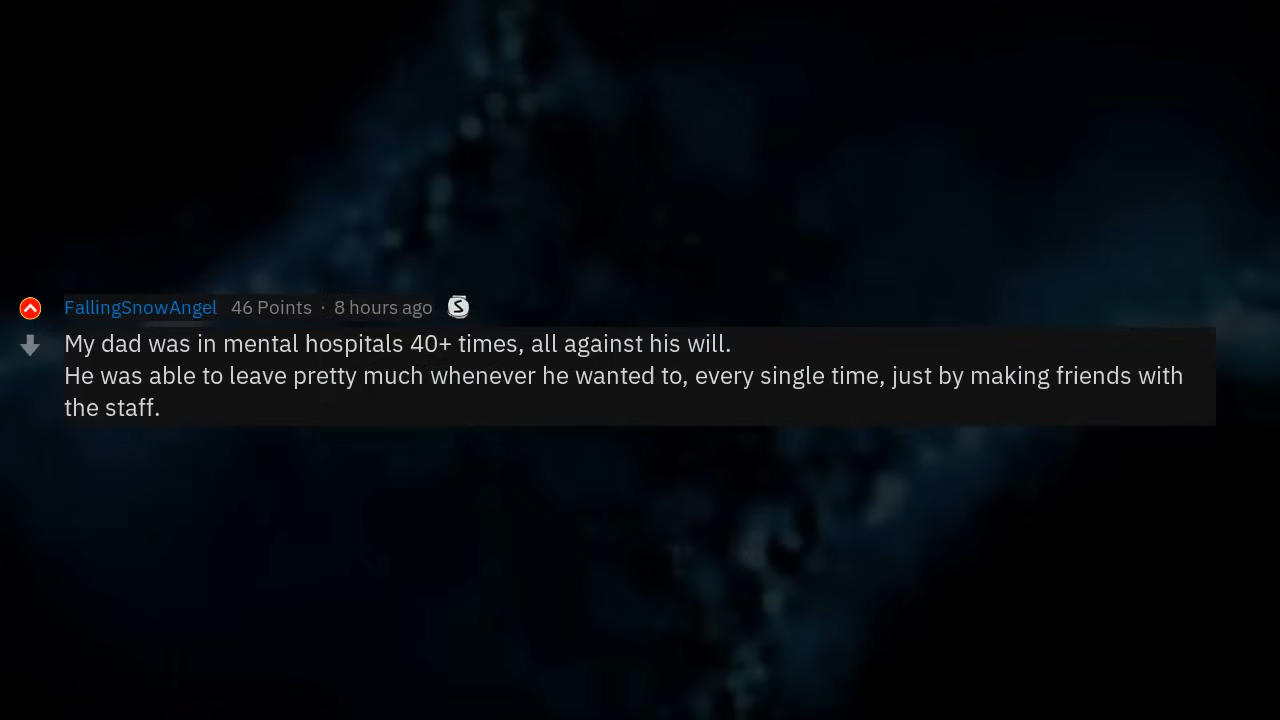 FallingSnowAngel 46 Points · 8 hours ago S
My dad was in mental hospitals 40+ times, all against his will.
He was able to leave pretty much whenever he wanted to, every single time, just by making friends with
the staff.